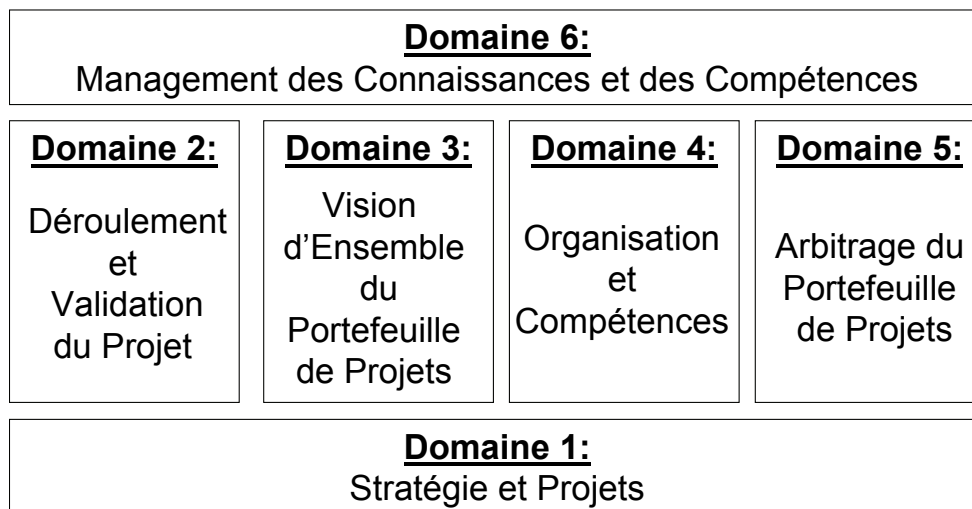 Domaine 6:
Management des Connaissances et des Compétences
Domaine 2:
Déroulement
et
Validation
du Projet
Domaine 3:
Vision
d’Ensemble
du
Portefeuille
de Projets
Domaine 4:
Organisation
et
Compétences
Domaine 5:
Arbitrage du
Portefeuille
de Projets
Domaine 1:
Stratégie et Projets